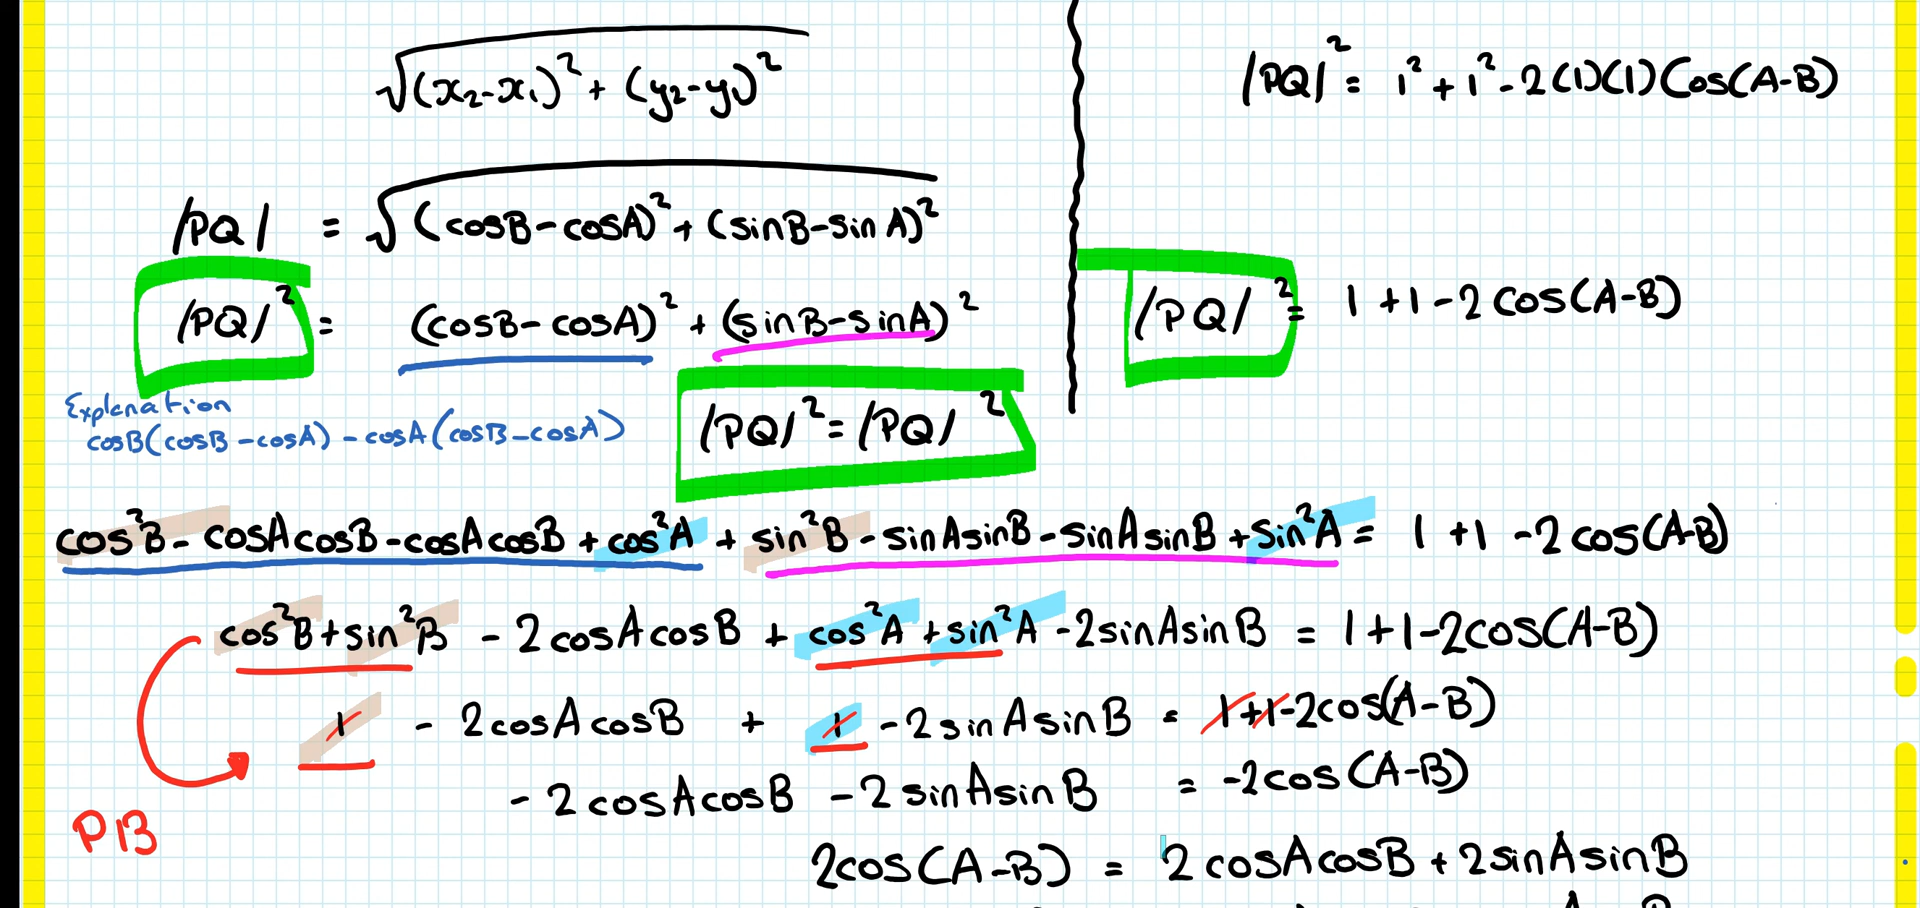 √(x₂-x₁)² + (y₂-y₁)²
/PQ/ = √(cosB-cosA)² + (sinB-sinA)²
/PQ/² = (cosB-cosA)² + (sinB-sinA)²
Explanation
cosB(cosB-cosA) - cosA(cosB-cosA)
/PQ/² = /PQ/²
/PQ/² = 1² + 1² - 2(1)(1)Cos(A-B)
/PQ/² = 1 + 1 - 2 cos(A-B)
cos²B - cosAcosB - cosAcosB + cos²A + sin²B - sinAsinB - sinAsinB + sin²A = 1 + 1 - 2cos(A-B)
cos²B + sin²B - 2cosAcosB + cos²A + sin²A - 2sinAsinB = 1 + 1 - 2cos(A-B)
1 - 2cosAcosB + 1 - 2sinAsinB = 1 + 1 - 2cos(A-B)
- 2cosAcosB - 2sinAsinB = -2cos(A-B)
P13
2cos(A-B) = 2cosAcosB + 2sinAsinB